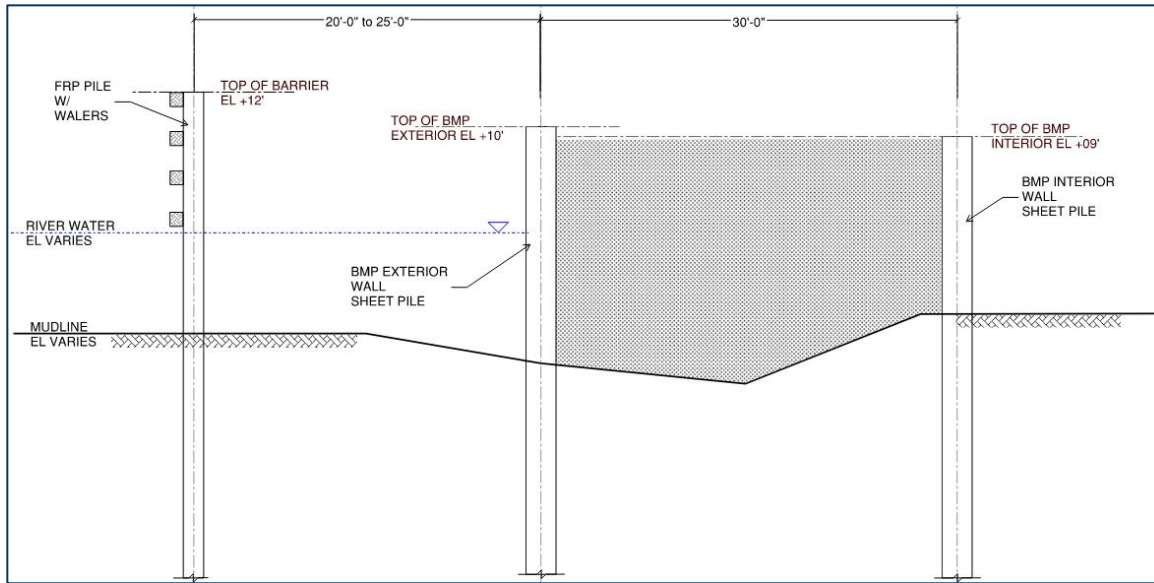 20'-0" to 25'-0"
30'-0"
FRP PILE
W/
WALERS
TOP OF BARRIER
EL +12'
TOP OF BMP
EXTERIOR EL +10'
TOP OF BMP
INTERIOR EL +09'
BMP INTERIOR
WALL
SHEET PILE
RIVER WATER
EL VARIES
BMP EXTERIOR
WALL
SHEET PILE
MUDLINE
EL VARIES